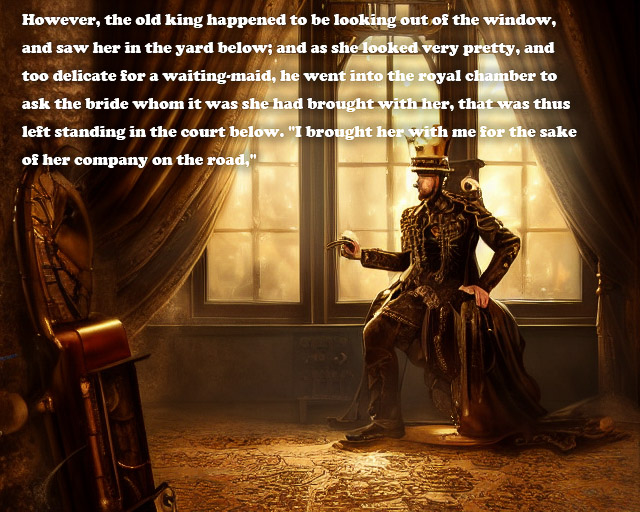 However, the old king happened to be looking out of the window,
and saw her in the yard below; and as she looked very pretty, and
too delicate for a waiting-maid, he went into the royal chamber to
ask the bride whom it was she had brought with her, that was thus
left standing in the court below. "I brought her with me for the sake
of her company on the road,"